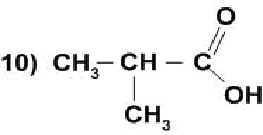 O
10) CH₃ – CH – C
OH
CH₃